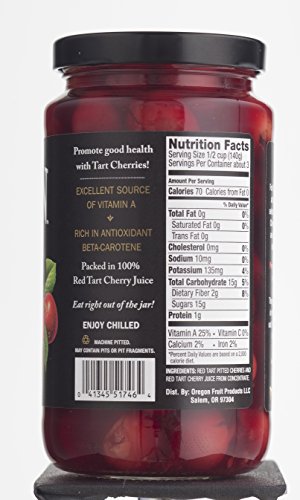 Promote good health
with Tart Cherries!
EXCELLENT SOURCE
OF VITAMIN A
RICH IN ANTIOXIDANT
BETA-CAROTENE
Packed in 100%
Red Tart Cherry Juice
Eat right out of the jar!
ENJOY CHILLED
MACHINE PITTED.
MAY CONTAIN PITS OR PIT FRAGMENTS.
0 41345 51746 4
Nutrition Facts
Serving Size 1/2 cup (140g)
Servings Per Container about 3
Amount Per Serving
Calories 70 Calories from Fat 0
% Daily Value*
Total Fat 0g 0%
Saturated Fat 0g 0%
Trans Fat 0g
Cholesterol 0mg 0%
Sodium 10mg 0%
Potassium 135mg 4%
Total Carbohydrate 15g 5%
Dietary Fiber 2g 8%
Sugars 15g
Protein 1g
Vitamin A 25% • Vitamin C 0%
Calcium 2% • Iron 2%
*Percent Daily Values are based on a 2,000
calorie diet.
INGREDIENTS: RED TART PITTED CHERRIES AND
RED TART CHERRY JUICE FROM CONCENTRATE.
Dist. By: Oregon Fruit Products LLC
Salem, OR 97304